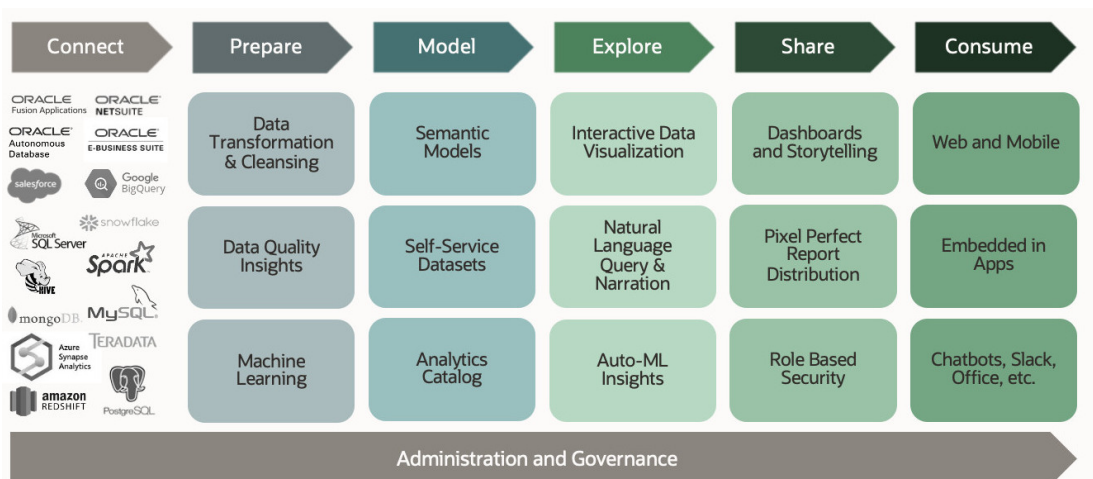 Connect
Prepare
Model
Explore
Share
Consume
ORACLE
Fusion Applications
ORACLE
NETSUITE
ORACLE
Autonomous
Database
ORACLE
E-BUSINESS SUITE
salesforce
Google
BigQuery
Microsoft
SQL Server
snowflake
APACHE
Spark
HIVE
mongoDB
MySQL
Azure
Synapse
Analytics
TERADATA
amazon
REDSHIFT
PostgreSQL
Data
Transformation
& Cleansing
Semantic
Models
Interactive Data
Visualization
Dashboards
and Storytelling
Web and Mobile
Data Quality
Insights
Self-Service
Datasets
Natural
Language
Query &
Narration
Pixel Perfect
Report
Distribution
Embedded in
Apps
Machine
Learning
Analytics
Catalog
Auto-ML
Insights
Role Based
Security
Chatbots, Slack,
Office, etc.
Administration and Governance